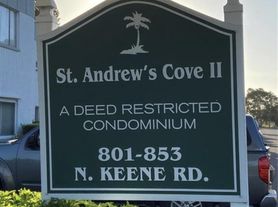 St. Andrew's Cove II
A DEED RESTRICTED
CONDOMINIUM
801-853
N. KEENE RD.